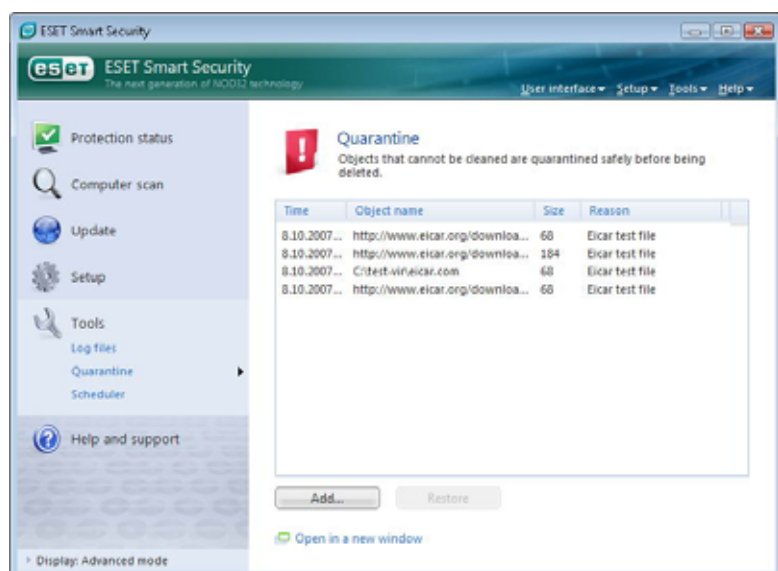 ESET Smart Security
eset ESET Smart Security
The next generation of NOD32 technology
User interface Setup Tools Help
Protection status
Computer scan
Update
Setup
Tools
Log files
Quarantine
Scheduler
Help and support
Display: Advanced mode
Quarantine
Objects that cannot be cleaned are quarantined safely before being
deleted.
Time Object name Size Reason
8.10.2007... http://www.eicar.org/downloa... 68 Eicar test file
8.10.2007... http://www.eicar.org/downloa... 184 Eicar test file
8.10.2007... C:\test-vir\eicar.com 68 Eicar test file
8.10.2007... http://www.eicar.org/downloa... 68 Eicar test file
Add... Restore
Open in a new window